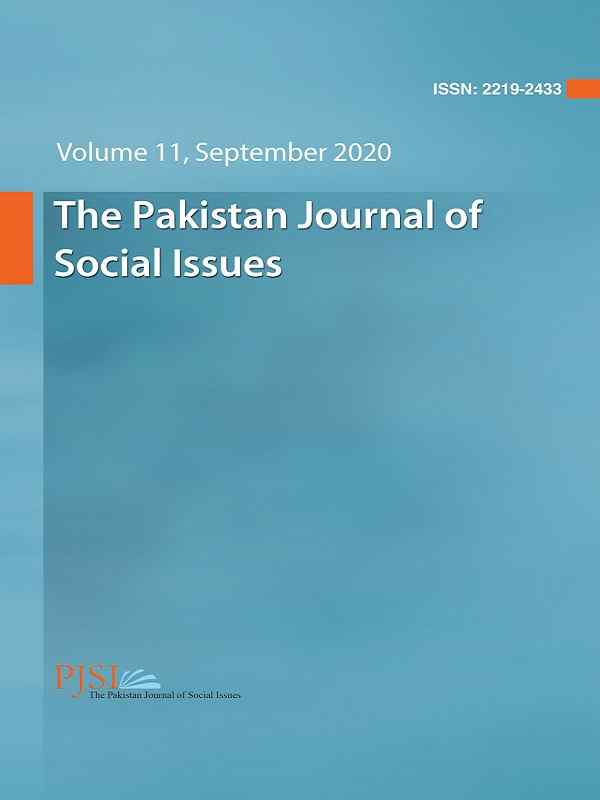 ISSN: 2219-2433
Volume 11, September 2020
The Pakistan Journal of
Social Issues
PJSI
The Pakistan Journal of Social Issues